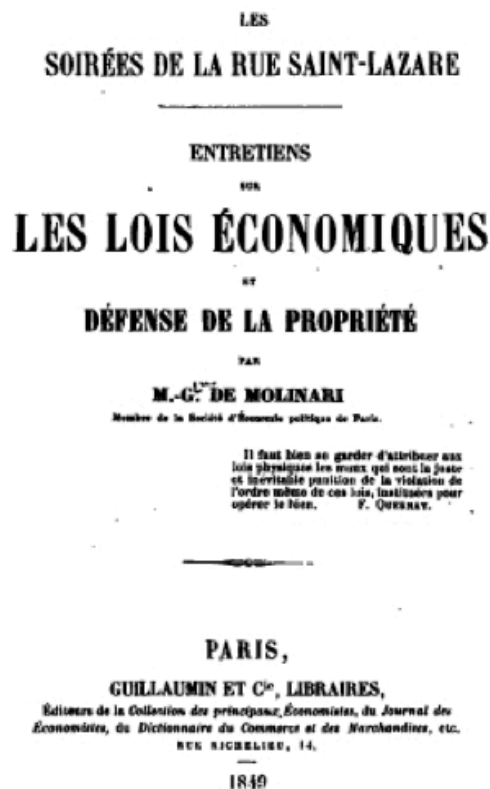 LES
SOIRÉES DE LA RUE SAINT-LAZARE
ENTRETIENS
SUR
LES LOIS ÉCONOMIQUES
ET
DÉFENSE DE LA PROPRIÉTÉ
PAR
M.-G. DE MOLINARI
Membre de la Société d'Économie politique de Paris.
Il faut bien se garder d'attribuer aux
lois physiques les maux qui sont la juste
et inévitable punition de la violation de
l'ordre même de ces lois, instituées pour
opérer le bien. F. QUESNAY.
PARIS,
GUILLAUMIN ET Cie, LIBRAIRES,
Éditeurs de la Collection des principaux Économistes, du Journal des
Économistes, du Dictionnaire du Commerce et des Marchandises, etc.
RUE RICHELIEU, 14.
1849